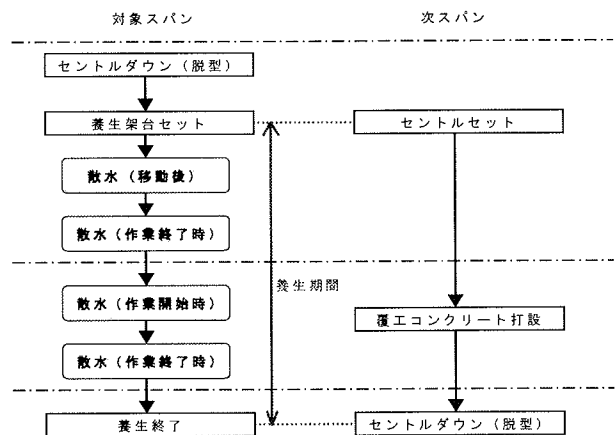 対象スパン
次スパン
セントルダウン（脱型）
養生架台セット
セントルセット
散水（移動後）
散水（作業終了時）
養生期間
散水（作業開始時）
覆工コンクリート打設
散水（作業終了時）
養生終了
セントルダウン（脱型）